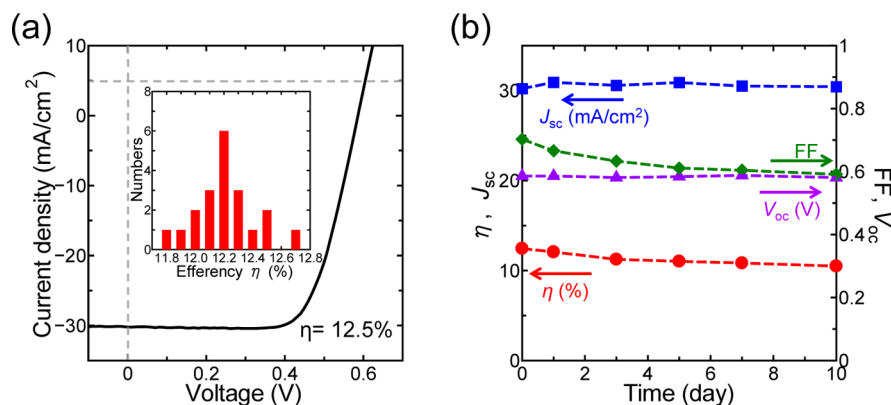 (a)
Current density (mA/cm²)
10
0
−10
−20
−30
0
0.2
0.4
0.6
Voltage (V)
η= 12.5%
Numbers
8
6
4
2
0
11.8
12.0
12.2
12.4
12.6
12.8
Efferency η (%)
(b)
η , Jsc
30
20
10
0
0
2
4
6
8
10
Time (day)
1
0.8
0.6
0.4
0.2
0
FF, Voc
Jsc (mA/cm²)
FF
Voc (V)
η (%)